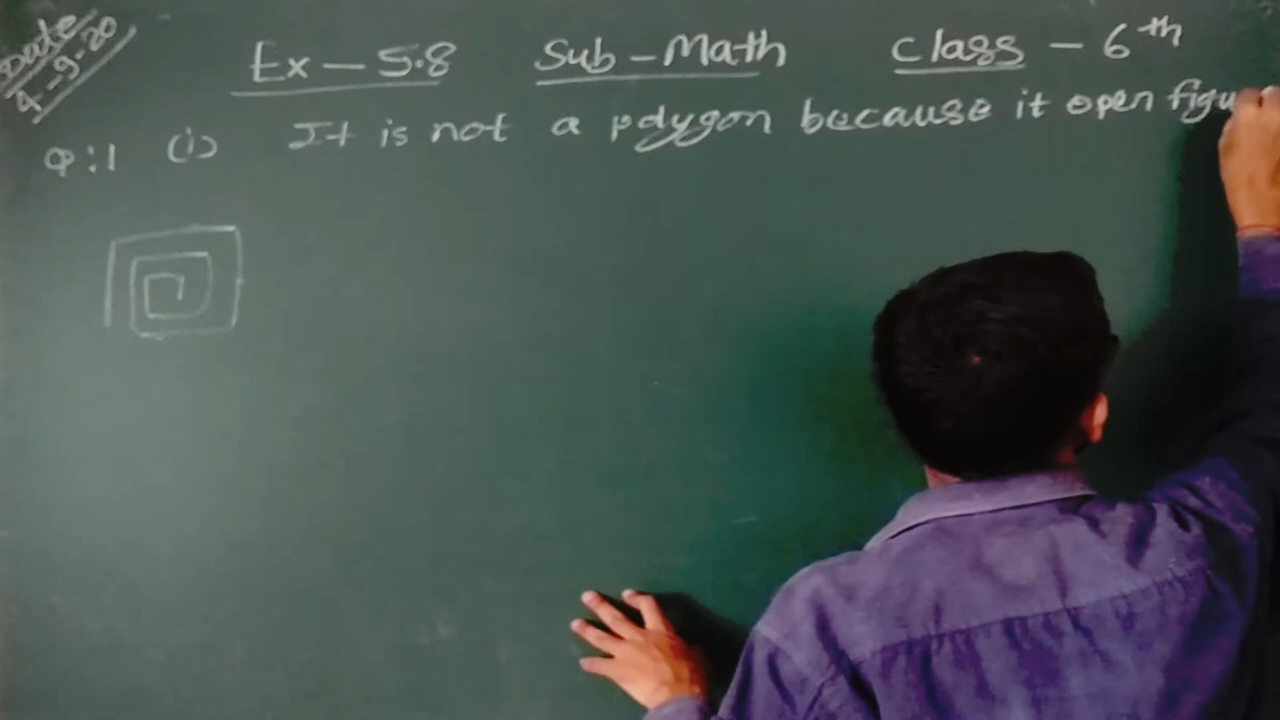 Date
4-9-20
Ex - 5.8 Sub - Math Class - 6th
Q:1 (i) It is not a polygon because it open figu